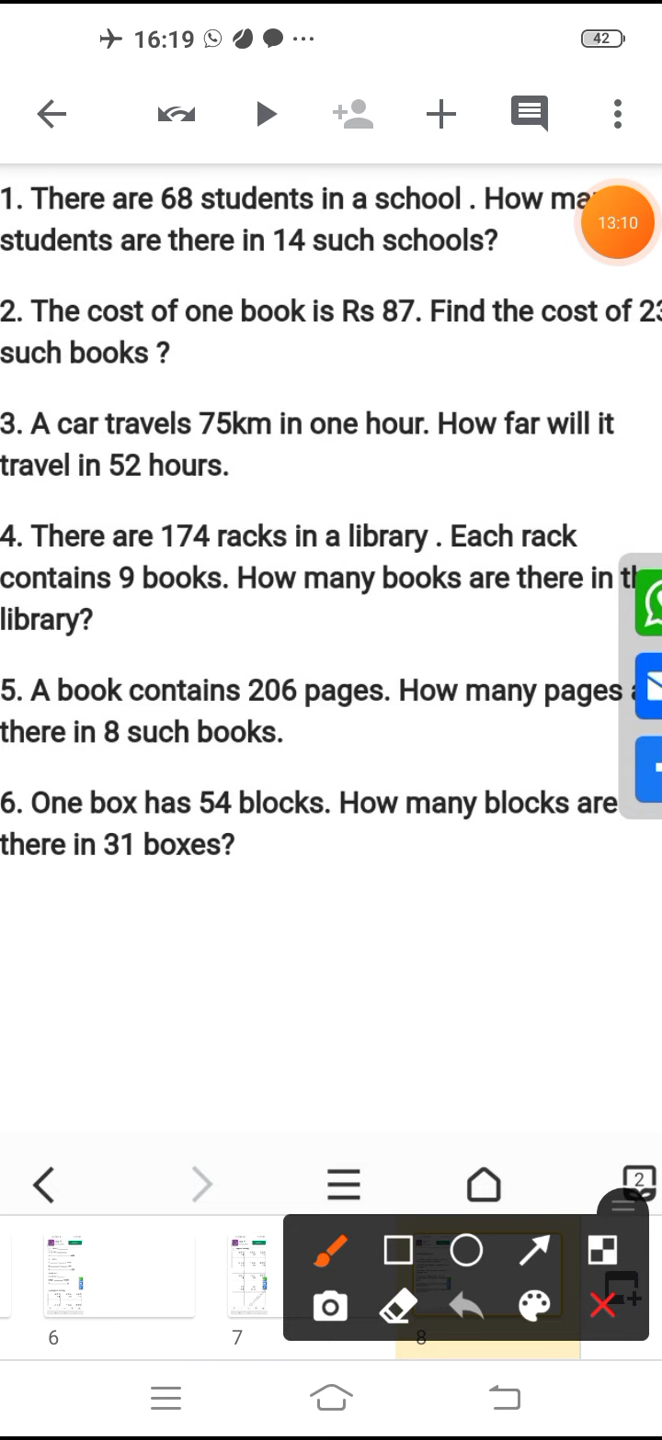 16:19
42
1. There are 68 students in a school . How
13:10
students are there in 14 such schools?
2. The cost of one book is Rs 87. Find the cost of 23
such books ?
3. A car travels 75km in one hour. How far will it
travel in 52 hours.
4. There are 174 racks in a library . Each rack
contains 9 books. How many books are there in
library?
5. A book contains 206 pages. How many pages
there in 8 such books.
6. One box has 54 blocks. How many blocks are
there in 31 boxes?
2
6
7
8